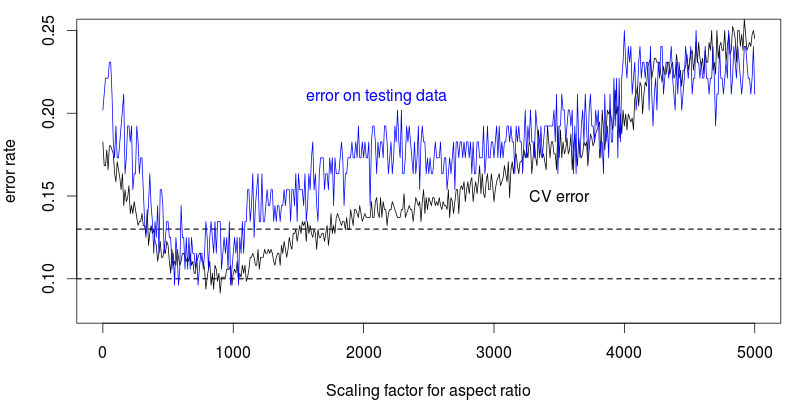 0.25
0.20
0.15
0.10
error rate
error on testing data
CV error
0 1000 2000 3000 4000 5000
Scaling factor for aspect ratio